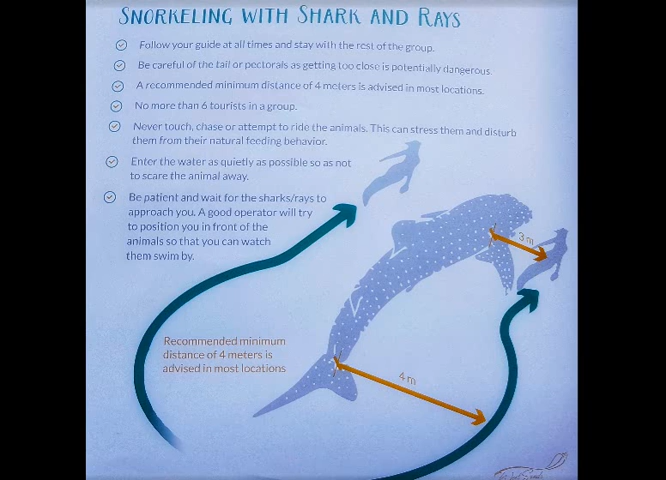 SNORKELING WITH SHARK AND RAYS
Follow your guide at all times and stay with the rest of the group.
Be careful of the tail or pectorals as getting too close is potentially dangerous.
A recommended minimum distance of 4 meters is advised in most locations.
No more than 6 tourists in a group.
Never touch, chase or attempt to ride the animals. This can stress them and disturb
them from their natural feeding behavior.
Enter the water as quietly as possible so as not
to scare the animal away.
Be patient and wait for the sharks/rays to
approach you. A good operator will try
to position you in front of the
animals so that you can watch
them swim by.
3 m
Recommended minimum
distance of 4 meters is
advised in most locations
4 m